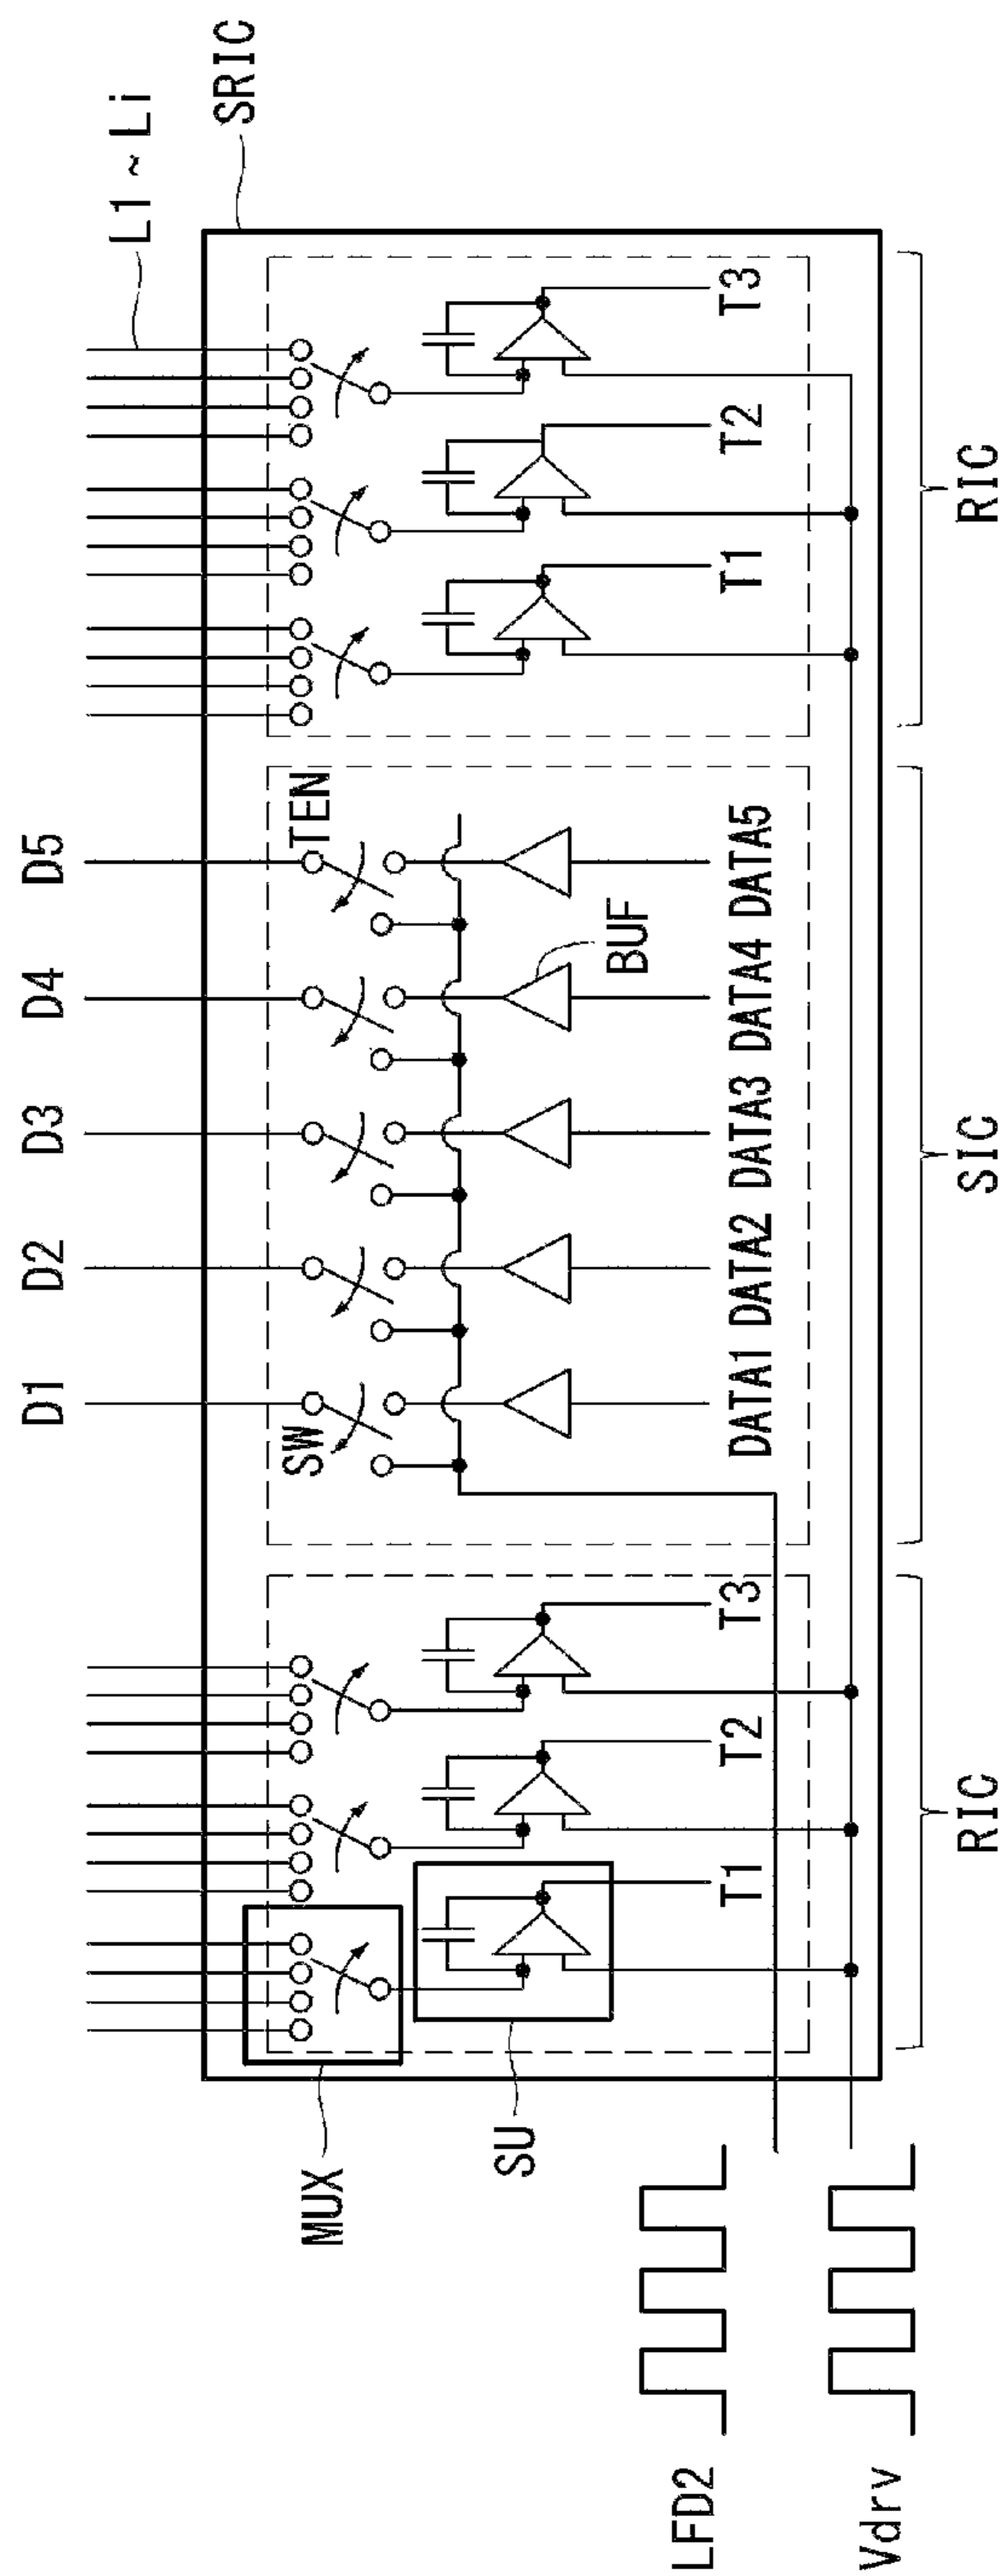 D1 D2 D3 D4 D5
L1 ~ Li
SRIC
MUX
SW
TEN
SU
BUF
T1 T2 T3
DATA1 DATA2 DATA3 DATA4 DATA5
T1 T2 T3
LFD2
Vdrv
RIC
SIC
RIC